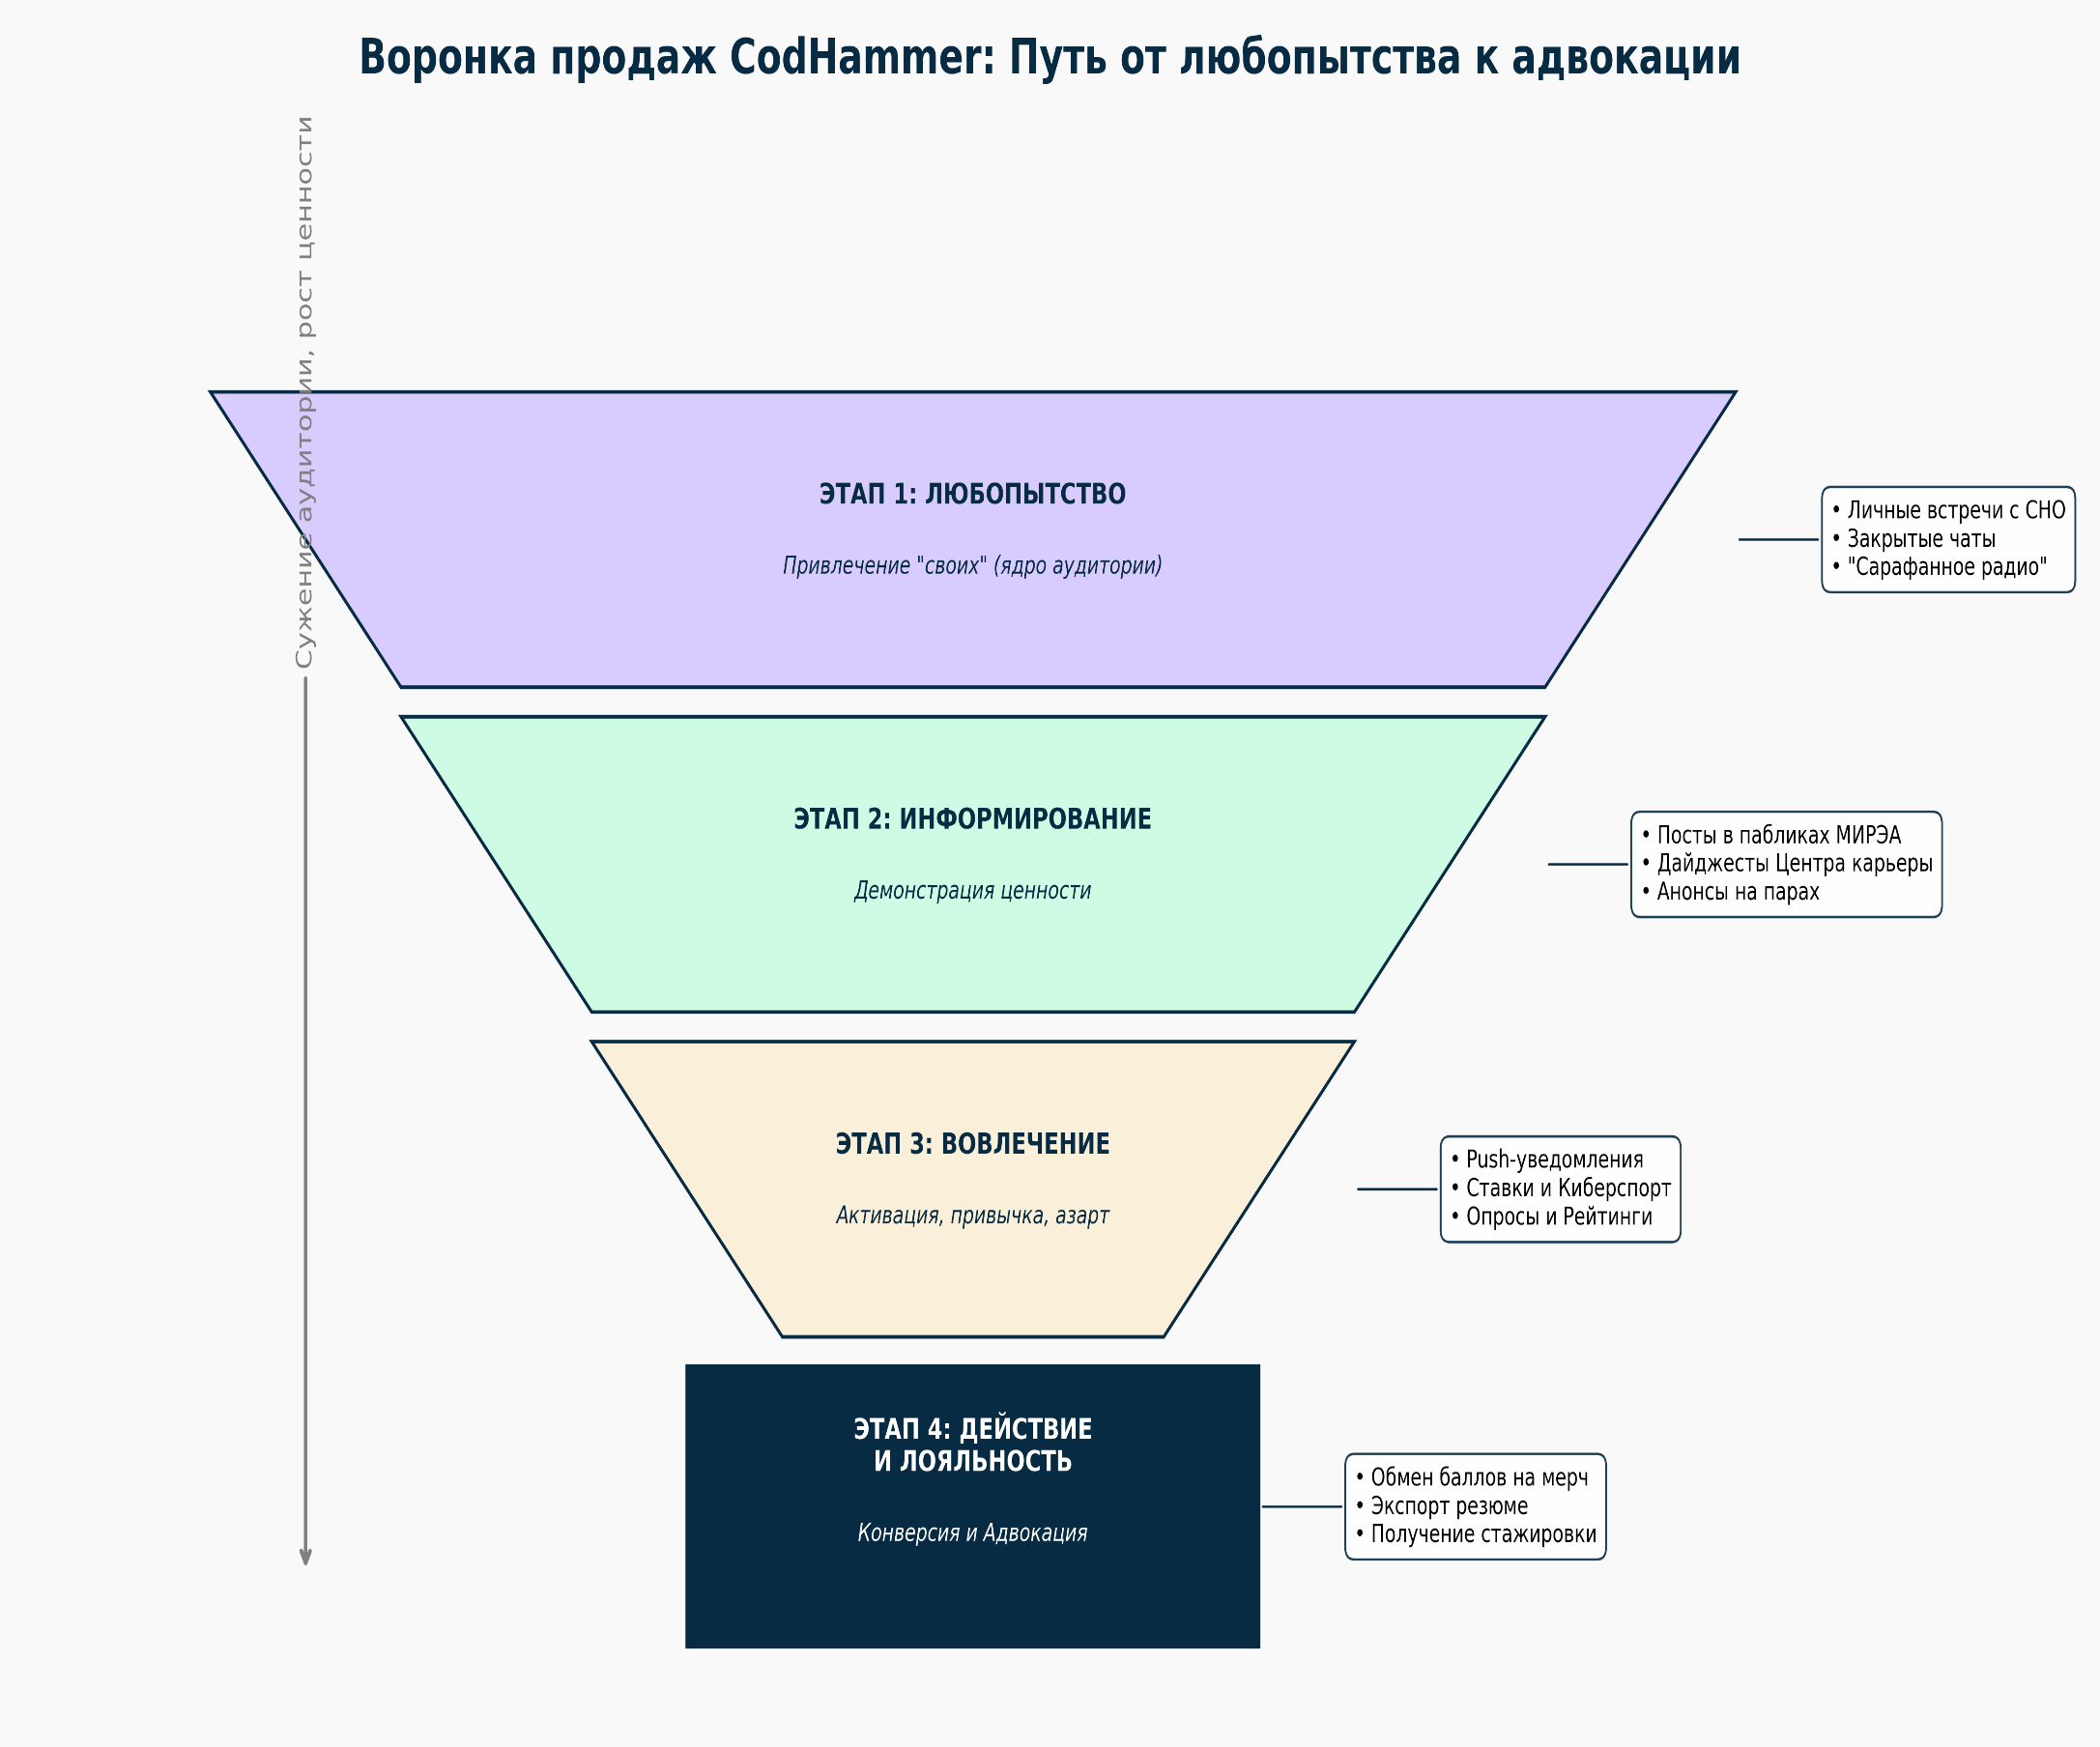 Воронка продаж CodHammer: Путь от любопытства к адвокации
Сужение аудитории, рост ценности
ЭТАП 1: ЛЮБОПЫТСТВО
Привлечение "своих" (ядро аудитории)
• Личные встречи с СНО
• Закрытые чаты
• "Сарафанное радио"
ЭТАП 2: ИНФОРМИРОВАНИЕ
Демонстрация ценности
• Посты в пабликах МИРЭА
• Дайджесты Центра карьеры
• Анонсы на парах
ЭТАП 3: ВОВЛЕЧЕНИЕ
Активация, привычка, азарт
• Push-уведомления
• Ставки и Киберспорт
• Опросы и Рейтинги
ЭТАП 4: ДЕЙСТВИЕ
И ЛОЯЛЬНОСТЬ
Конверсия и Адвокация
• Обмен баллов на мерч
• Экспорт резюме
• Получение стажировки